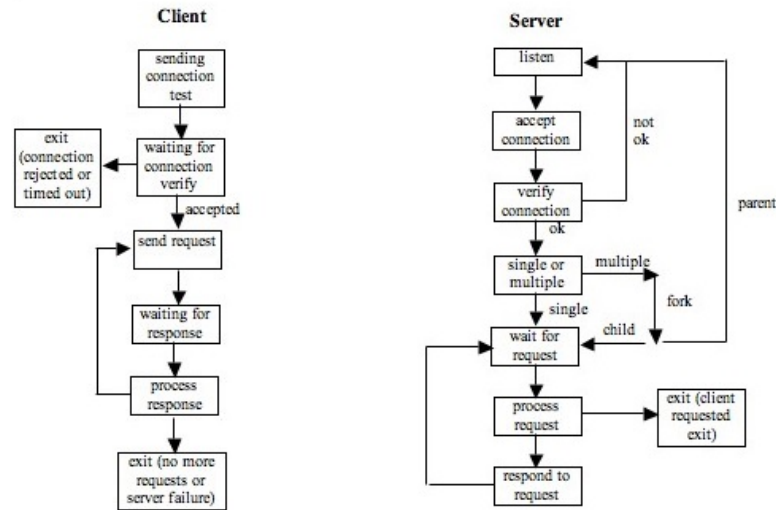 Client
sending
connection
test
exit
(connection
rejected or
timed out)
waiting for
connection
verify
accepted
send request
waiting for
response
process
response
exit (no more
requests or
server failure)
Server
listen
accept
connection
not
ok
verify
connection
ok
parent
single or
multiple
multiple
fork
single
child
wait for
request
process
request
exit (client
requested
exit)
respond to
request